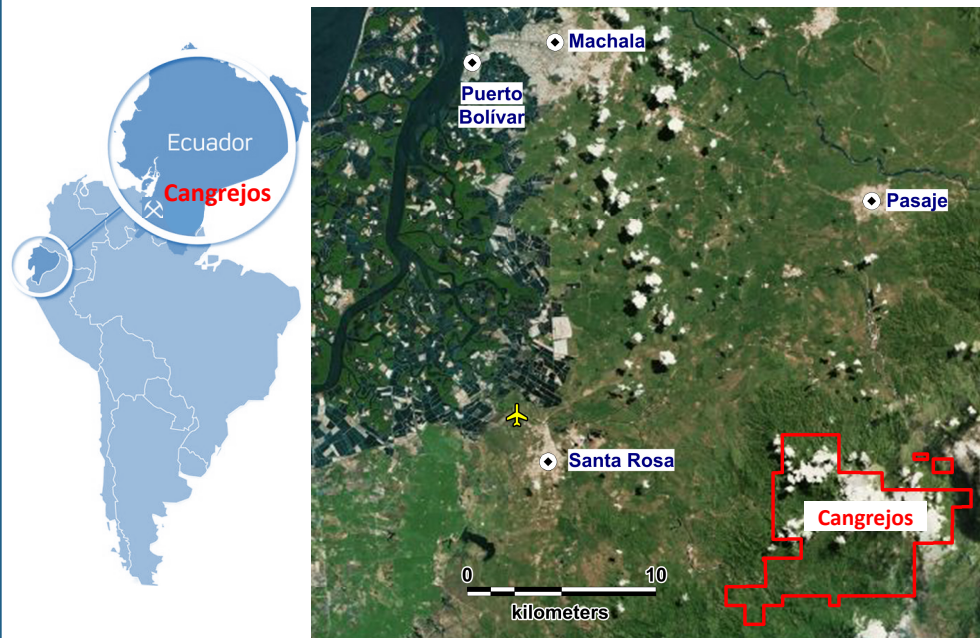 Ecuador
Cangrejos
Machala
Puerto
Bolívar
Pasaje
Santa Rosa
Cangrejos
0 10
kilometers